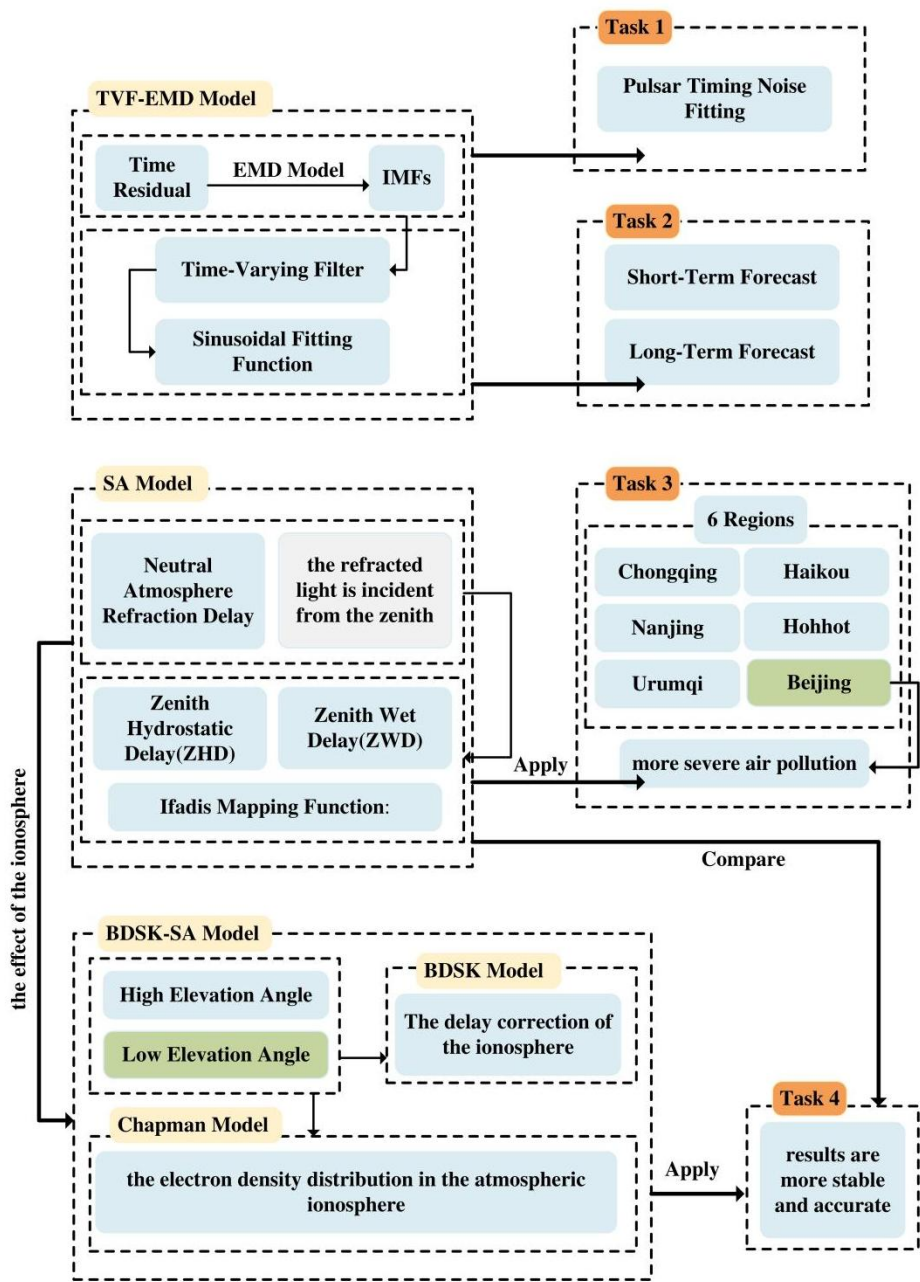 Task 1
Pulsar Timing Noise
Fitting
TVF-EMD Model
Time
Residual
EMD Model
IMFs
Time-Varying Filter
Sinusoidal Fitting
Function
Task 2
Short-Term Forecast
Long-Term Forecast
SA Model
Neutral
Atmosphere
Refraction Delay
the refracted
light is incident
from the zenith
Zenith
Hydrostatic
Delay(ZHD)
Zenith Wet
Delay(ZWD)
Ifadis Mapping Function:
Apply
Task 3
6 Regions
Chongqing
Haikou
Nanjing
Hohhot
Urumqi
Beijing
more severe air pollution
Compare
the effect of the ionosphere
BDSK-SA Model
High Elevation Angle
Low Elevation Angle
BDSK Model
The delay correction of
the ionosphere
Chapman Model
the electron density distribution in the atmospheric
ionosphere
Apply
Task 4
results are
more stable
and accurate